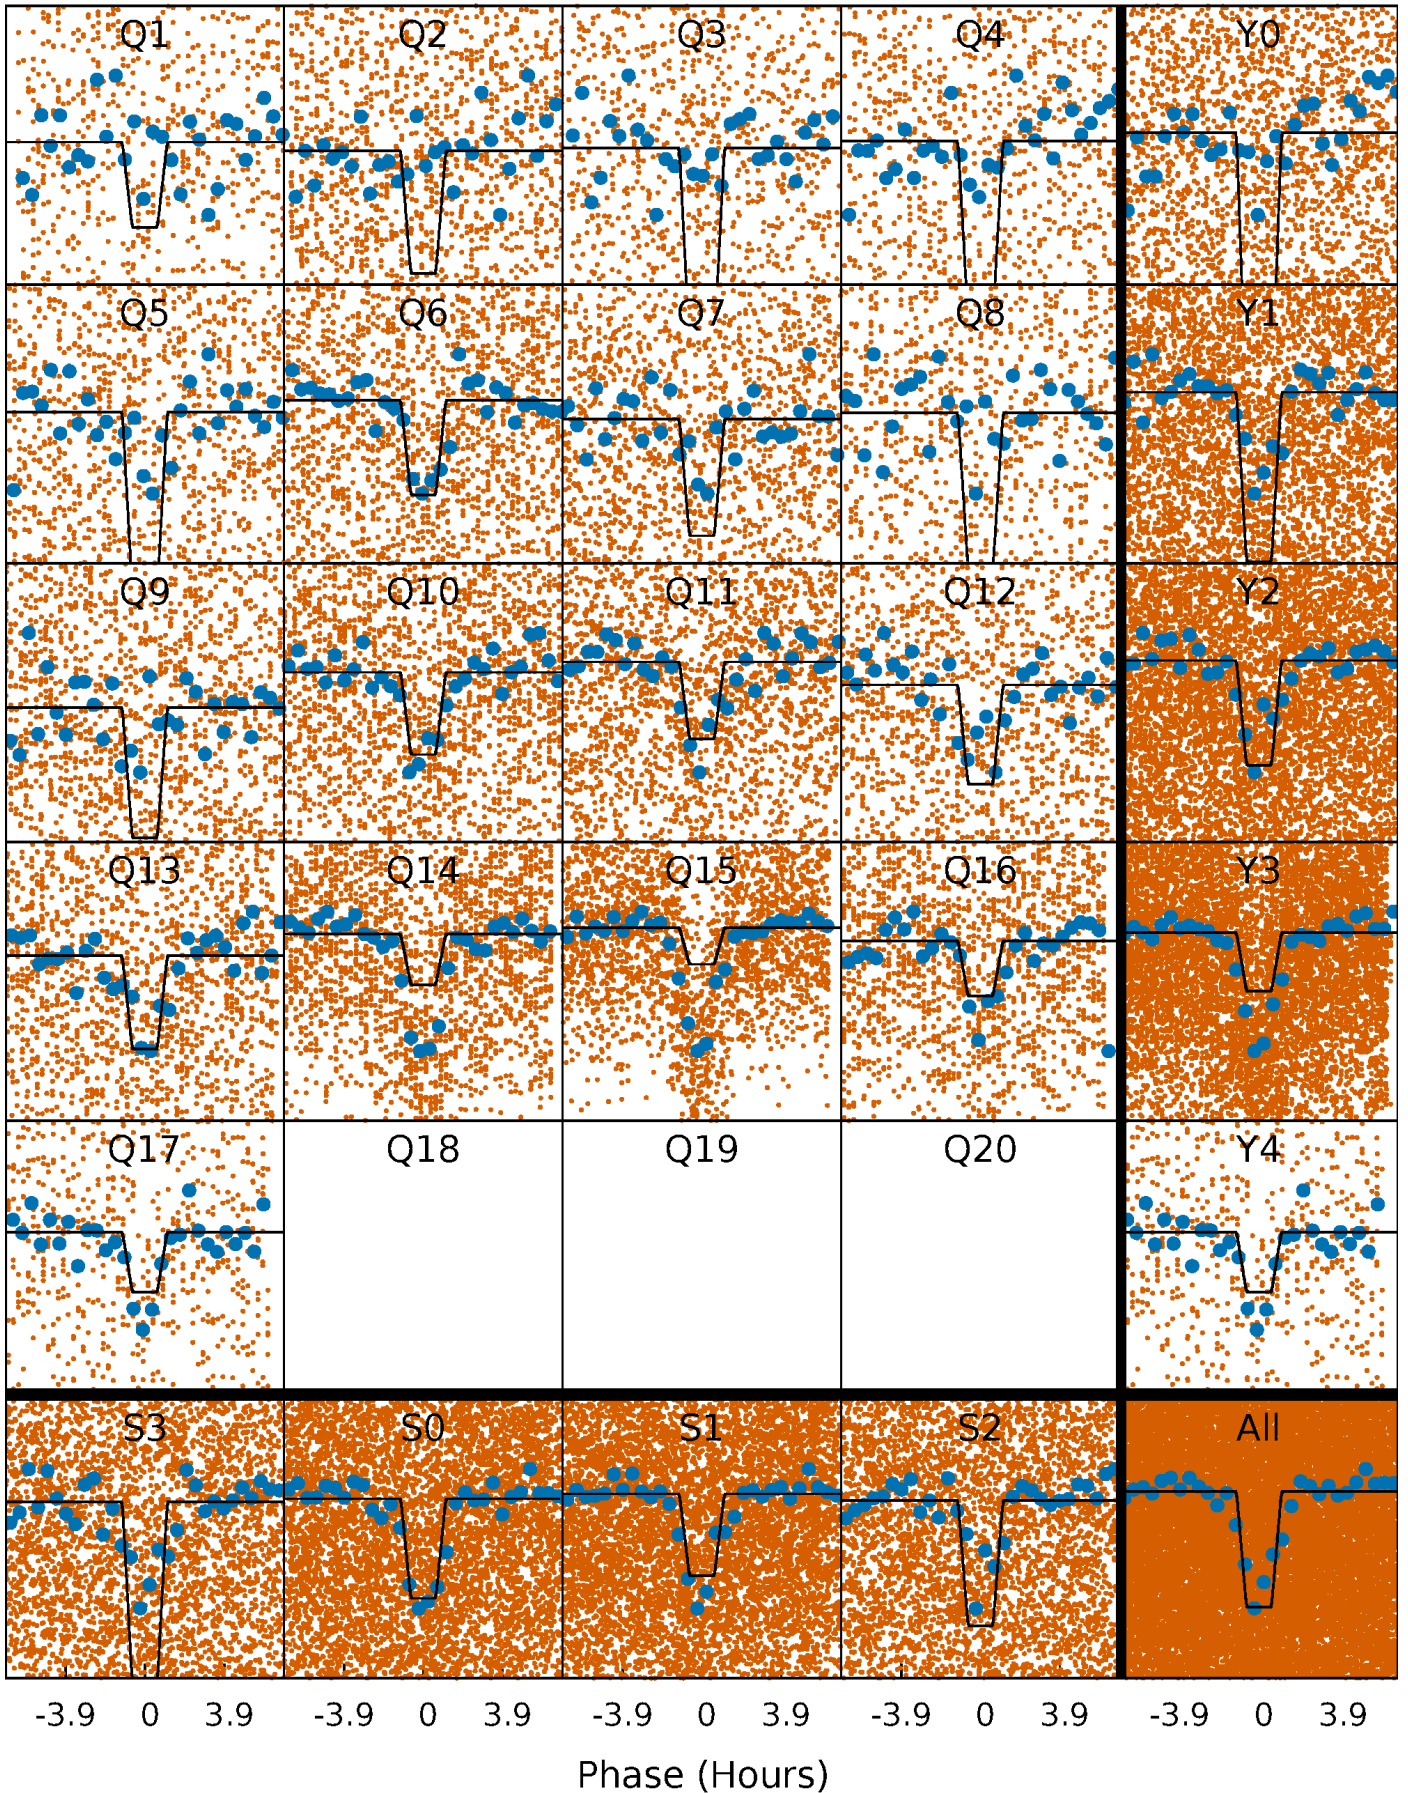 Q1 Q2 Q3 Q4 Y0
Q5 Q6 Q7 Q8 Y1
Q9 Q10 Q11 Q12 Y2
Q13 Q14 Q15 Q16 Y3
Q17 Q18 Q19 Q20 Y4
S3 S0 S1 S2 All
-3.9 0 3.9 -3.9 0 3.9 -3.9 0 3.9 -3.9 0 3.9 -3.9 0 3.9
Phase (Hours)